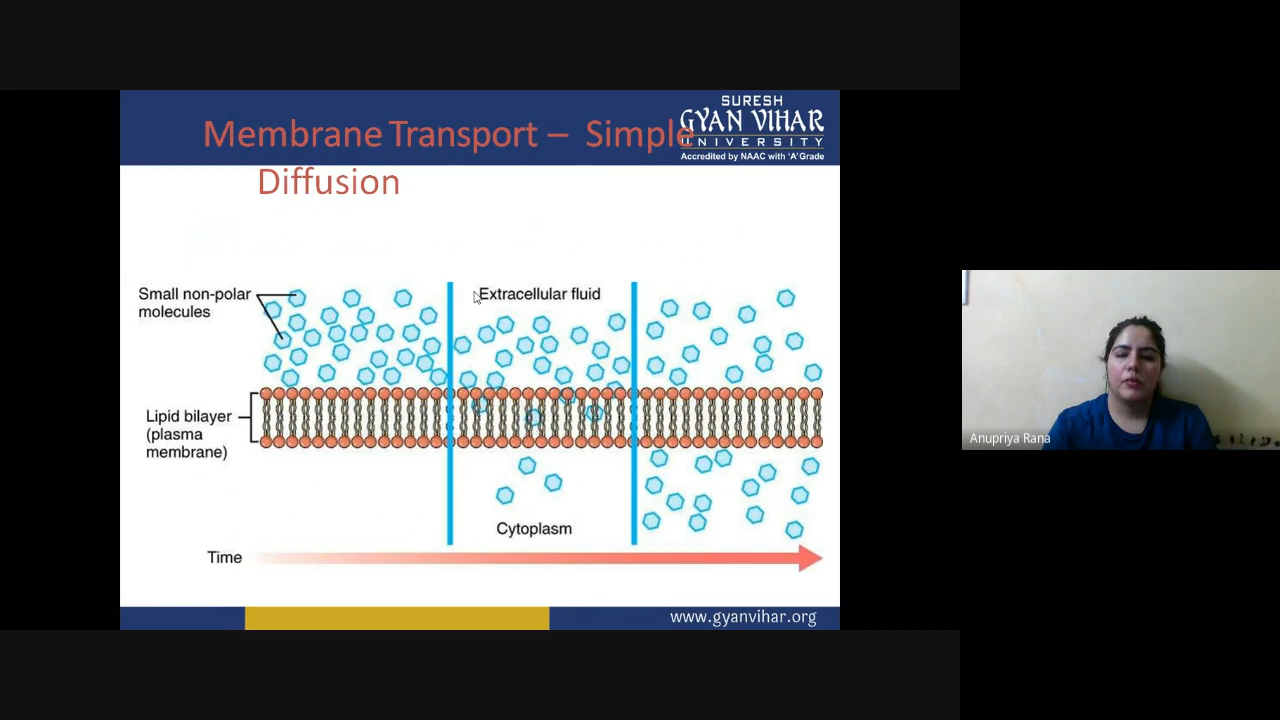 SURESH
GYAN VIHAR
UNIVERSITY
Accredited by NAAC with 'A' Grade
Membrane Transport – Simple
Diffusion
Small non-polar
molecules
Extracellular fluid
Lipid bilayer
(plasma
membrane)
Cytoplasm
Time
www.gyanvihar.org
Anupriya Rana